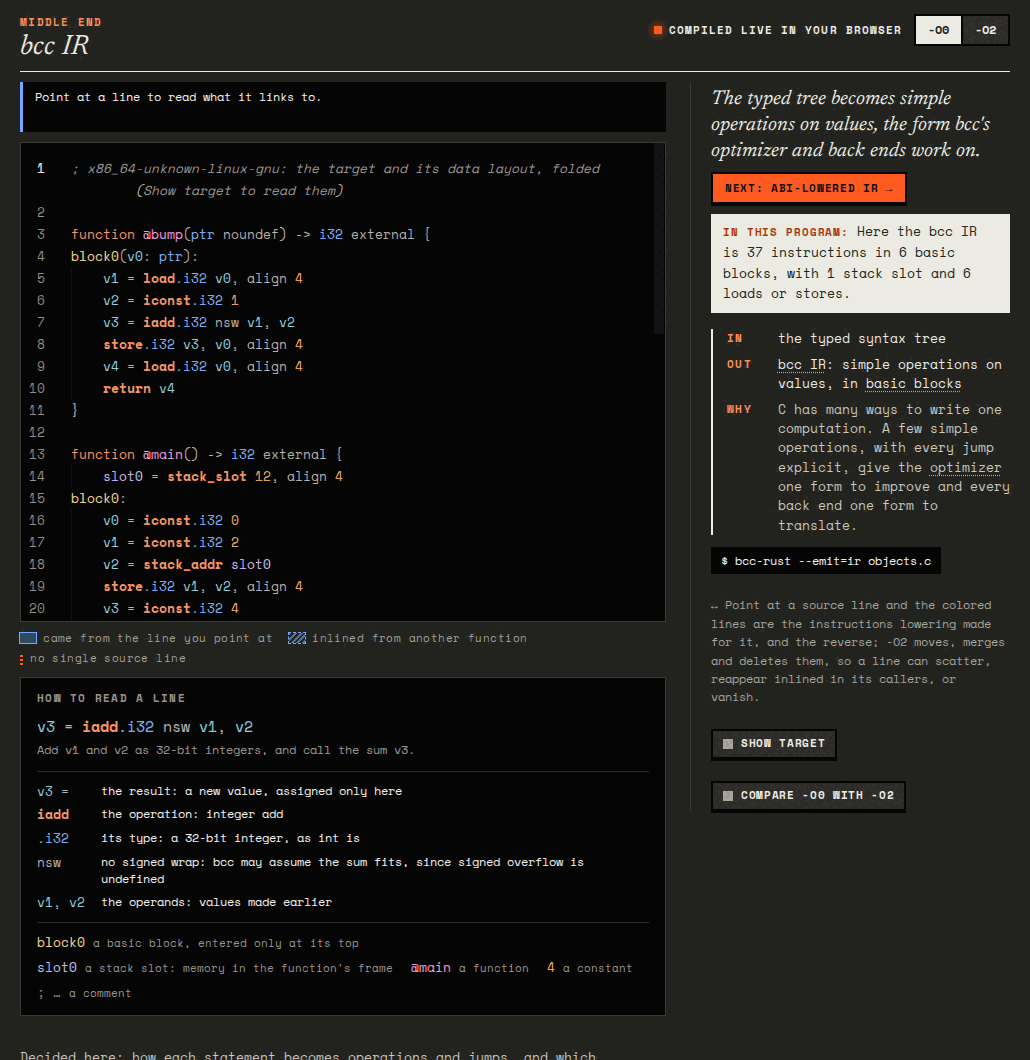 MIDDLE END
bcc IR
COMPILED LIVE IN YOUR BROWSER
-O0 -O2
Point at a line to read what it links to.
1 ; x86_64-unknown-linux-gnu: the target and its data layout, folded
(Show target to read them)
2
3 function @bump(ptr noundef) -> i32 external {
4 block0(v0: ptr):
5 v1 = load.i32 v0, align 4
6 v2 = iconst.i32 1
7 v3 = iadd.i32 nsw v1, v2
8 store.i32 v3, v0, align 4
9 v4 = load.i32 v0, align 4
10 return v4
11 }
12
13 function @main() -> i32 external {
14 slot0 = stack_slot 12, align 4
15 block0:
16 v0 = iconst.i32 0
17 v1 = iconst.i32 2
18 v2 = stack_addr slot0
19 store.i32 v1, v2, align 4
20 v3 = iconst.i32 4
came from the line you point at inlined from another function
no single source line
HOW TO READ A LINE
v3 = iadd.i32 nsw v1, v2
Add v1 and v2 as 32-bit integers, and call the sum v3.
v3 = the result: a new value, assigned only here
iadd the operation: integer add
.i32 its type: a 32-bit integer, as int is
nsw no signed wrap: bcc may assume the sum fits, since signed overflow is
undefined
v1, v2 the operands: values made earlier
block0 a basic block, entered only at its top
slot0 a stack slot: memory in the function's frame @main a function 4 a constant
; … a comment
Decided here: how each statement becomes operations and jumps, and which
The typed tree becomes simple
operations on values, the form bcc's
optimizer and back ends work on.
NEXT: ABI-LOWERED IR →
IN THIS PROGRAM: Here the bcc IR
is 37 instructions in 6 basic
blocks, with 1 stack slot and 6
loads or stores.
IN the typed syntax tree
OUT bcc IR: simple operations on
values, in basic blocks
WHY C has many ways to write one
computation. A few simple
operations, with every jump
explicit, give the optimizer
one form to improve and every
back end one form to
translate.
$ bcc-rust --emit=ir objects.c
↔ Point at a source line and the colored
lines are the instructions lowering made
for it, and the reverse; -O2 moves, merges
and deletes them, so a line can scatter,
reappear inlined in its callers, or
vanish.
SHOW TARGET
COMPARE -O0 WITH -O2